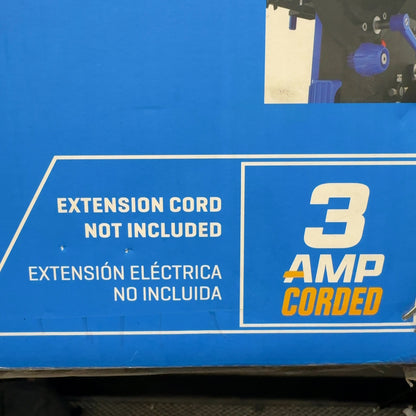 EXTENSION CORD
NOT INCLUDED
EXTENSIÓN ELÉCTRICA
NO INCLUIDA
3
AMP
CORDED